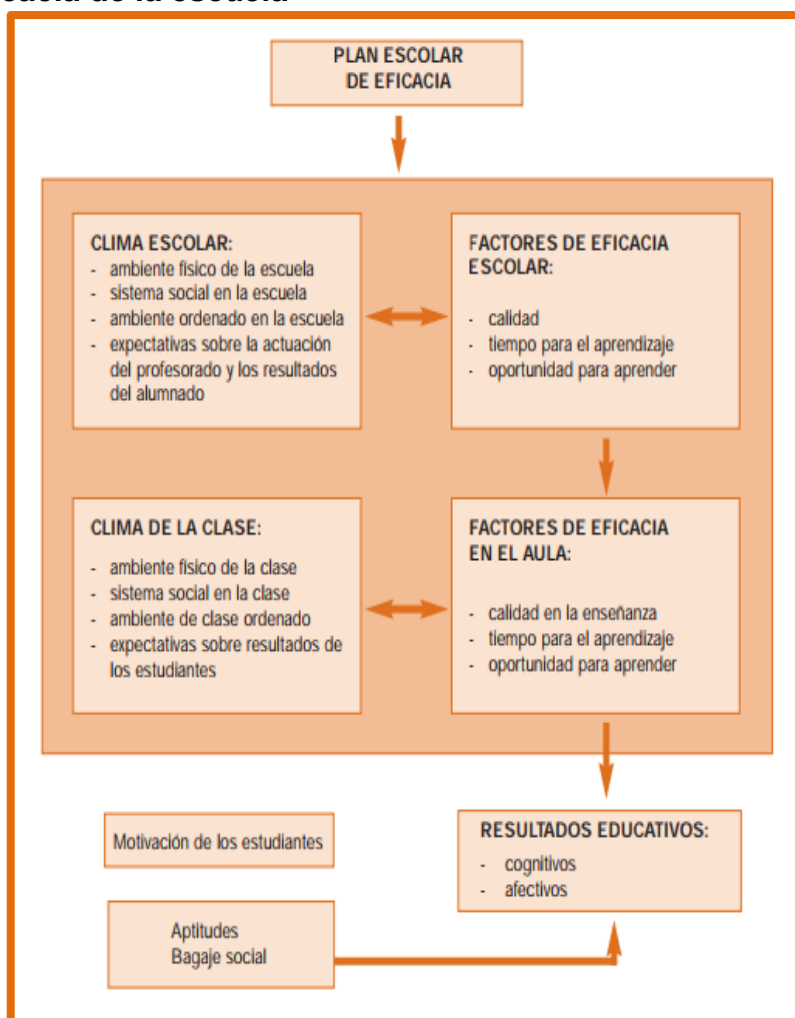 de la escuela
PLAN ESCOLAR
DE EFICACIA
CLIMA ESCOLAR:
- ambiente físico de la escuela
- sistema social en la escuela
- ambiente ordenado en la escuela
- expectativas sobre la actuación
del profesorado y los resultados
del alumnado
FACTORES DE EFICACIA
ESCOLAR:
- calidad
- tiempo para el aprendizaje
- oportunidad para aprender
CLIMA DE LA CLASE:
- ambiente físico de la clase
- sistema social en la clase
- ambiente de clase ordenado
- expectativas sobre resultados de
los estudiantes
FACTORES DE EFICACIA
EN EL AULA:
- calidad en la enseñanza
- tiempo para el aprendizaje
- oportunidad para aprender
Motivación de los estudiantes
RESULTADOS EDUCATIVOS:
- cognitivos
- afectivos
Aptitudes
Bagaje social